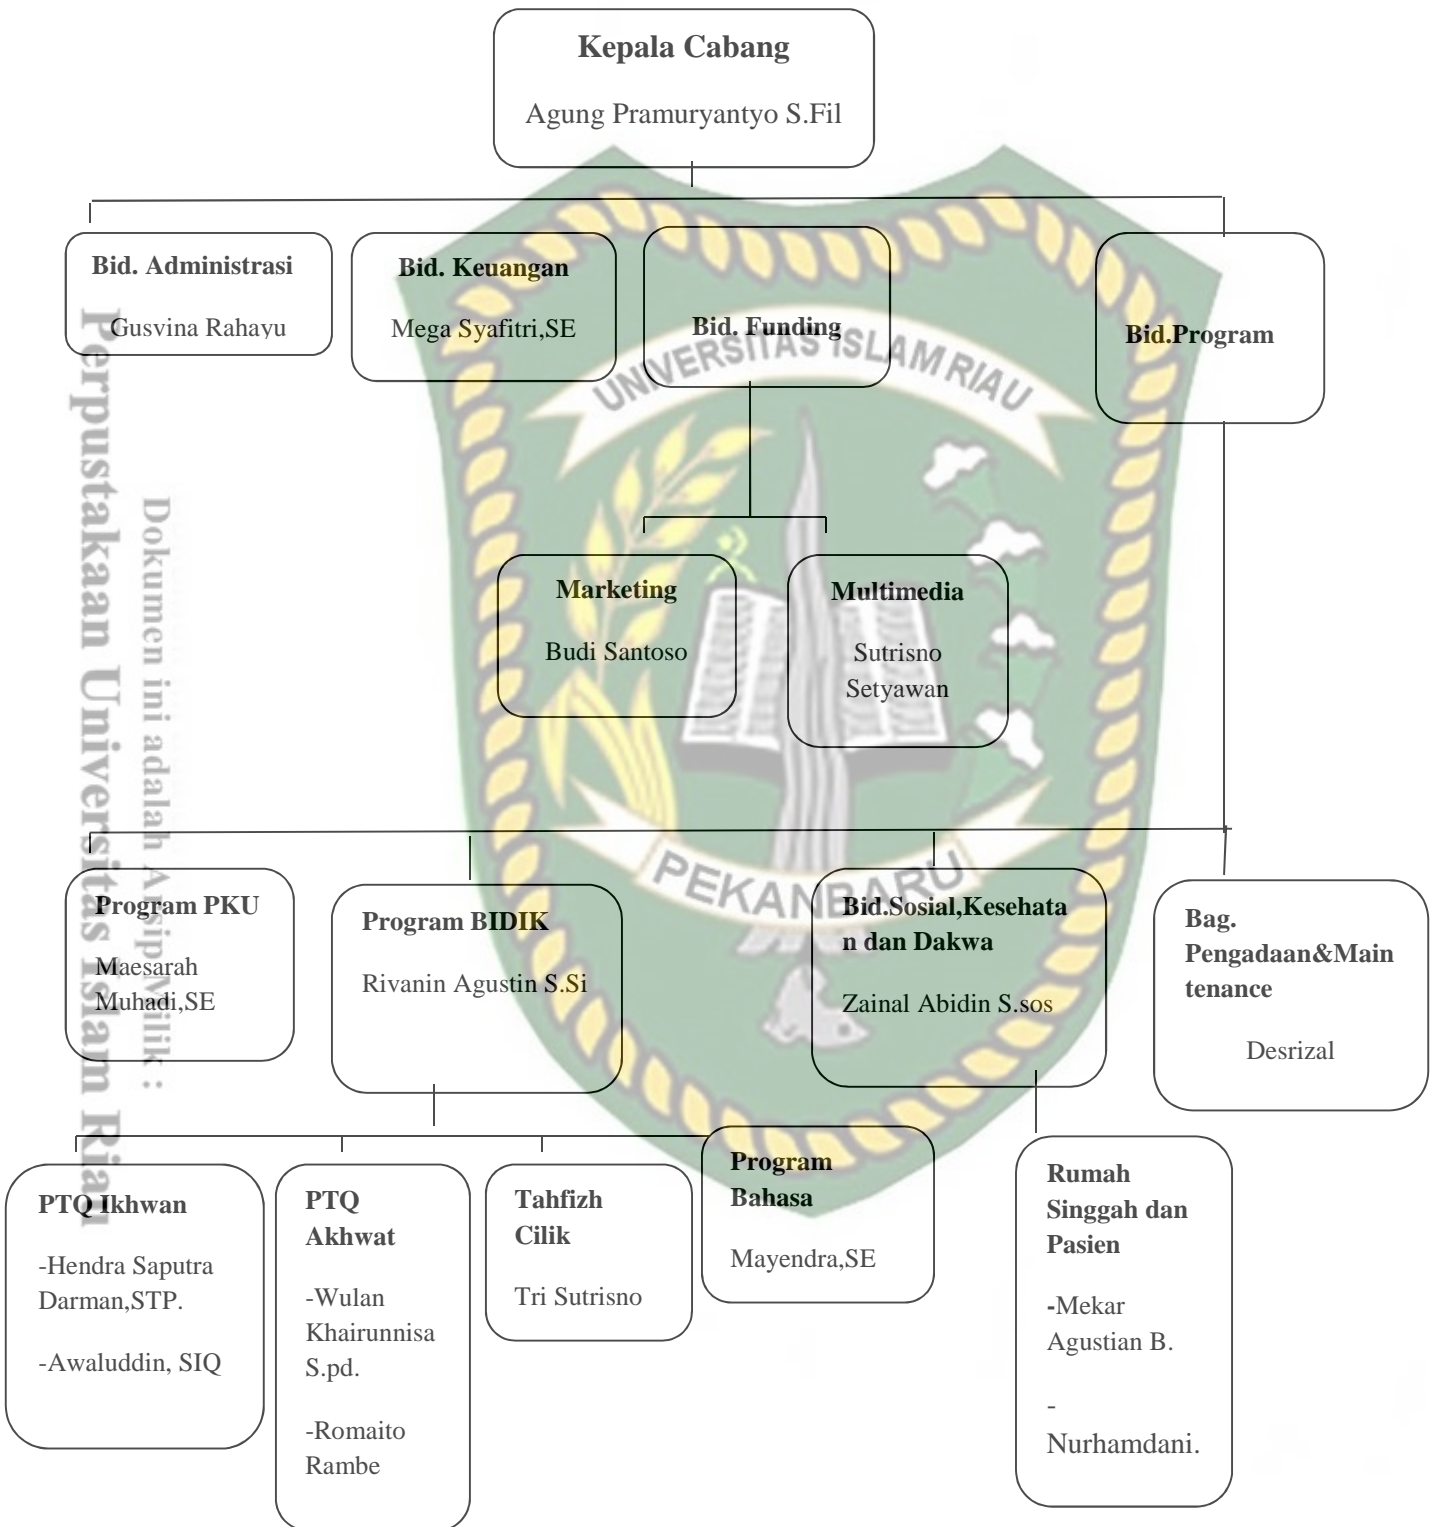 Kepala Cabang
Agung Pramuryantyo S.Fil
Bid. Administrasi
Gusvina Rahayu
Bid. Keuangan
Mega Syafitri,SE
Bid. Funding
Bid.Program
UNIVERSITAS ISLAM RIAU
Marketing
Budi Santoso
Multimedia
Sutrisno
Setyawan
PEKANBARU
Program PKU
Maesarah
Muhadi,SE
Program BIDIK
Rivanin Agustin S.Si
Bid.Sosial,Kesehata
n dan Dakwa
Zainal Abidin S.sos
Bag.
Pengadaan&Main
tenance
Desrizal
PTQ Ikhwan
-Hendra Saputra
Darman,STP.
-Awaluddin, SIQ
PTQ
Akhwat
-Wulan
Khairunnisa
S.pd.
-Romaito
Rambe
Tahfizh
Cilik
Tri Sutrisno
Program
Bahasa
Mayendra,SE
Rumah
Singgah dan
Pasien
-Mekar
Agustian B.
-
Nurhamdani.
Dokumen ini adalah Arsip Milik :
Perpustakaan Universitas Islam Riau